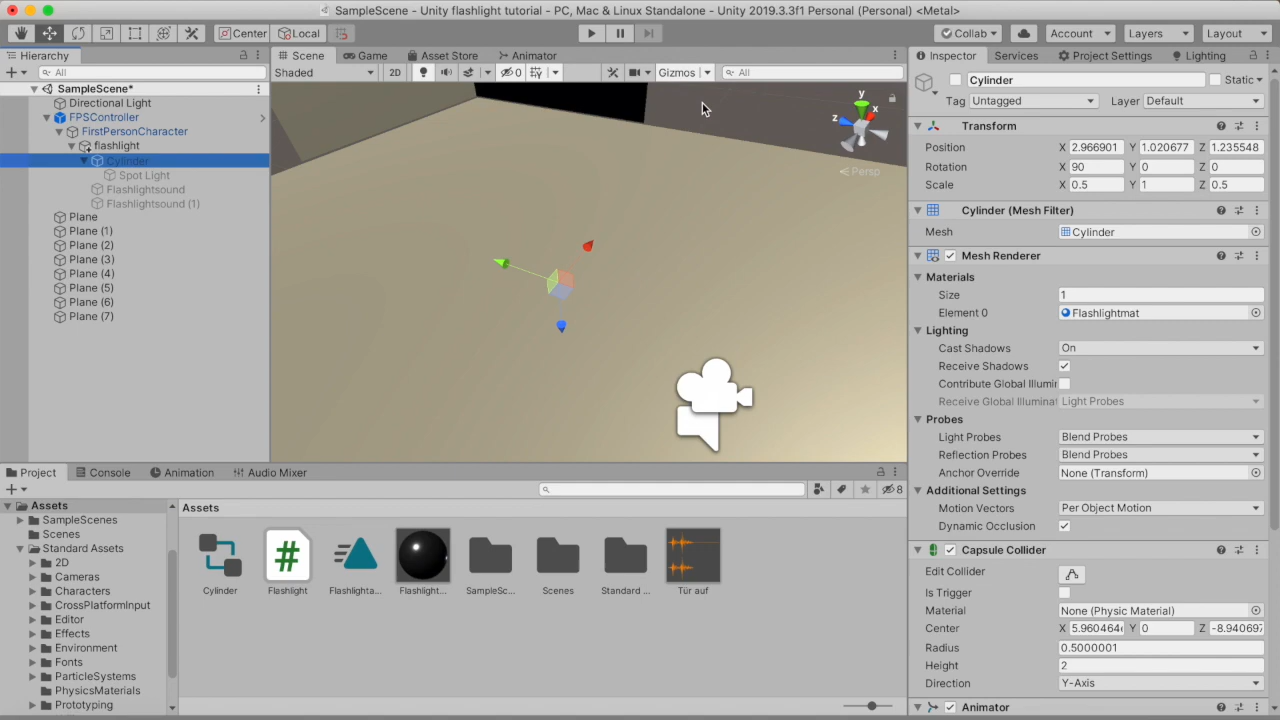 SampleScene - Unity flashlight tutorial - PC, Mac & Linux Standalone - Unity 2019.3.3f1 Personal (Personal) <Metal>
Center Local Collab Account Layers Layout
Hierarchy Scene Game Asset Store Animator Inspector Services Project Settings Lighting
All Shaded 2D 0 Gizmos All
SampleScene*
Directional Light
FPSController
FirstPersonCharacter
flashlight
Cylinder
Spot Light
Flashlightsound
Flashlightsound (1)
Plane
Plane (1)
Plane (2)
Plane (3)
Plane (4)
Plane (5)
Plane (6)
Plane (7)
y
x
z
Persp
Cylinder Static
Tag Untagged Layer Default
Transform
Position X 2.966901 Y 1.020677 Z 1.235548
Rotation X 90 Y 0 Z 0
Scale X 0.5 Y 1 Z 0.5
Cylinder (Mesh Filter)
Mesh Cylinder
Mesh Renderer
Materials
Size 1
Element 0 Flashlightmat
Lighting
Cast Shadows On
Receive Shadows
Contribute Global Illumir
Receive Global Illuminat Light Probes
Probes
Light Probes Blend Probes
Reflection Probes Blend Probes
Anchor Override None (Transform)
Additional Settings
Motion Vectors Per Object Motion
Dynamic Occlusion
Capsule Collider
Edit Collider
Is Trigger
Material None (Physic Material)
Center X 5.960464 Y 0 Z -8.940697
Radius 0.5000001
Height 2
Direction Y-Axis
Animator
Project Console Animation Audio Mixer
8
Assets
SampleScenes
Scenes
Standard Assets
2D
Cameras
Characters
CrossPlatformInput
Editor
Effects
Environment
Fonts
ParticleSystems
PhysicsMaterials
Prototyping
Assets
#
Cylinder Flashlight Flashlighta... Flashlight... SampleSc... Scenes Standard ... Tür auf